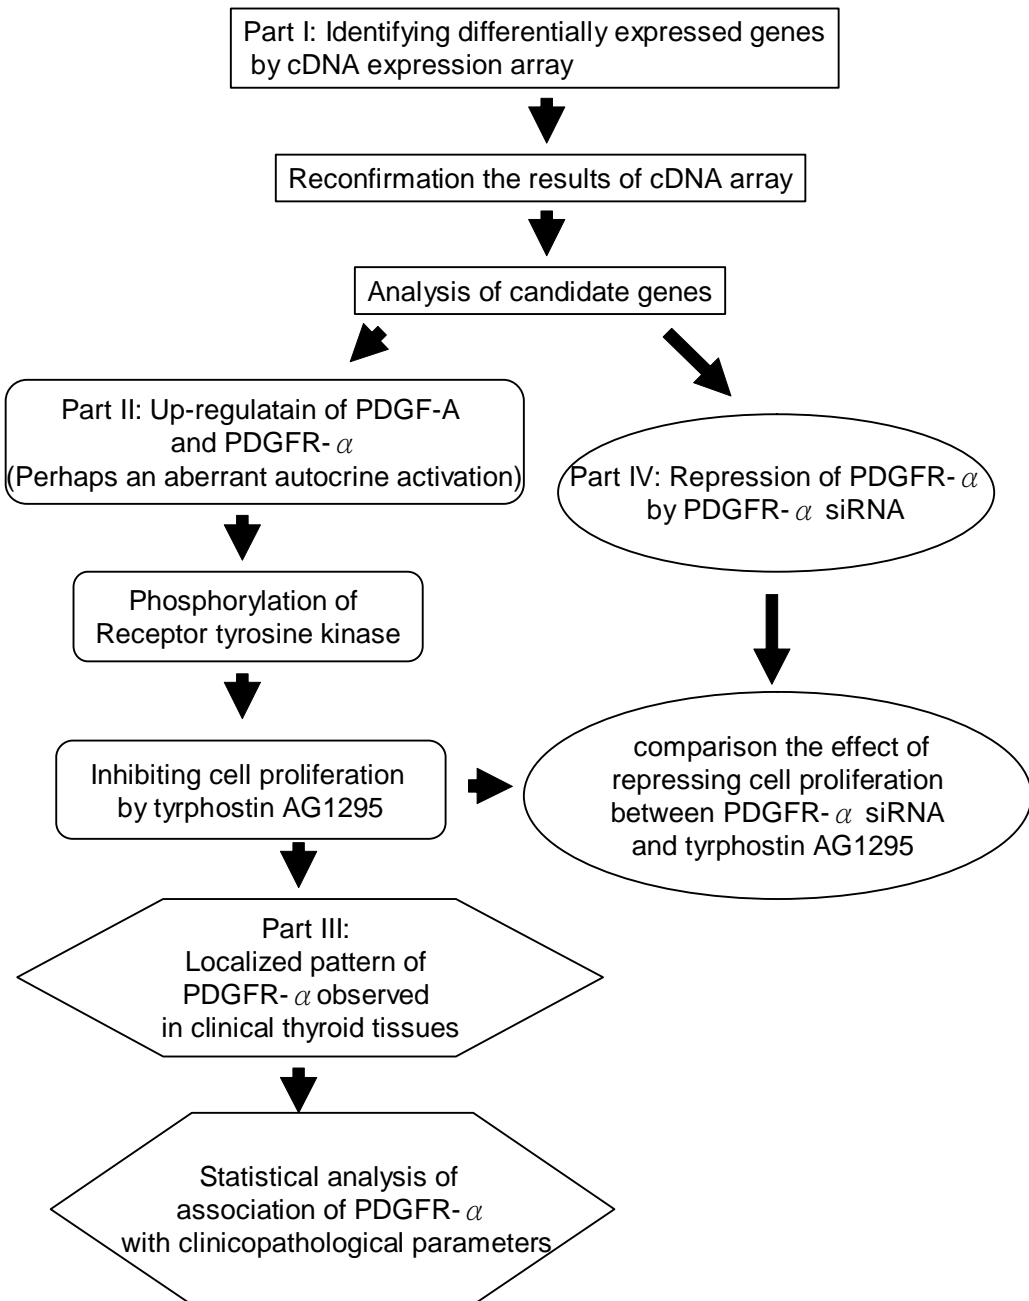 Part I: Identifying differentially expressed genes
by cDNA expression array
Reconfirmation the results of cDNA array
Analysis of candidate genes
Part II: Up-regulatain of PDGF-A
and PDGFR- α
(Perhaps an aberrant autocrine activation)
Part IV: Repression of PDGFR- α
by PDGFR- α siRNA
Phosphorylation of
Receptor tyrosine kinase
Inhibiting cell proliferation
by tyrphostin AG1295
comparison the effect of
repressing cell proliferation
between PDGFR- α siRNA
and tyrphostin AG1295
Part III:
Localized pattern of
PDGFR- α observed
in clinical thyroid tissues
Statistical analysis of
association of PDGFR- α
with clinicopathological parameters